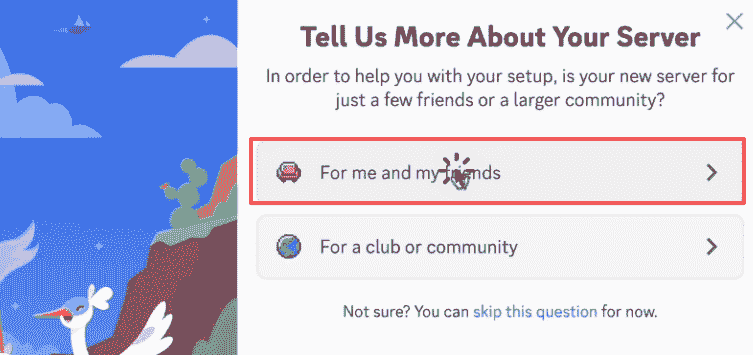 Tell Us More About Your Server
In order to help you with your setup, is your new server for
just a few friends or a larger community?
For me and my friends
For a club or community
Not sure? You can skip this question for now.